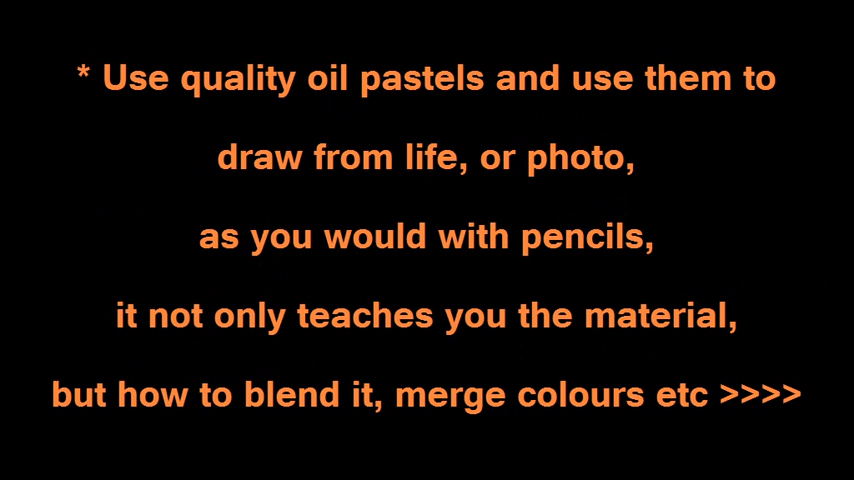 * Use quality oil pastels and use them to
draw from life, or photo,
as you would with pencils,
it not only teaches you the material,
but how to blend it, merge colours etc >>>>